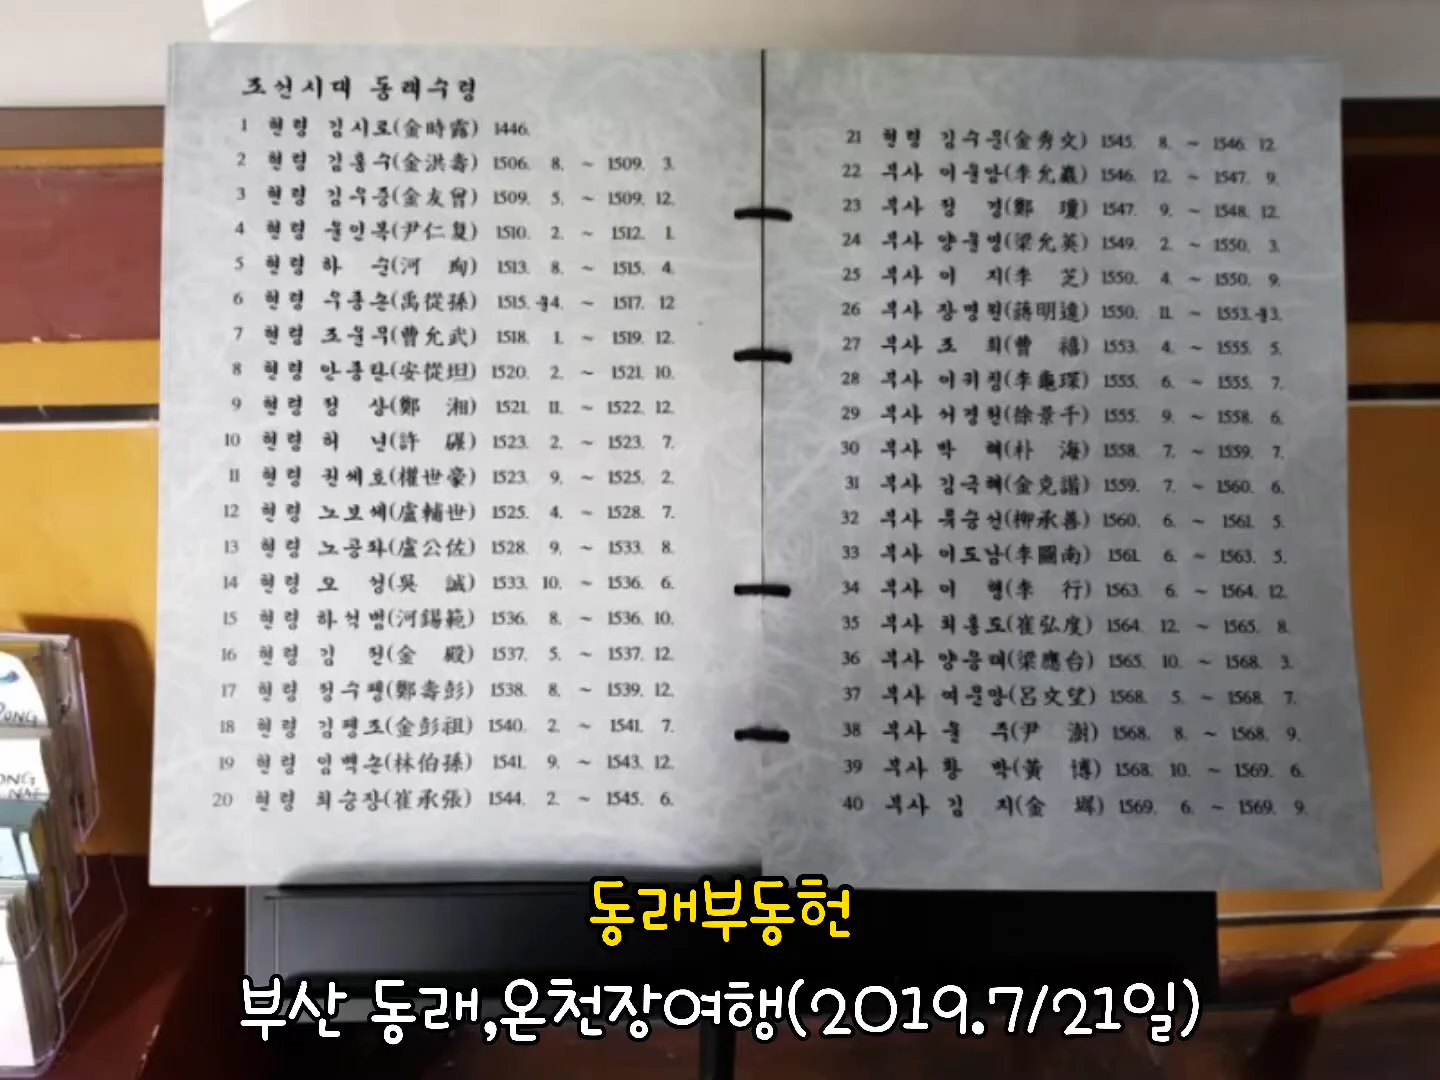 조선시대 동래수령
1 현령 김시로(金時露) 1446.
2 현령 김홍수(金洪壽) 1506. 8. ~ 1509. 3.
3 현령 김우증(金友曾) 1509. 5. ~ 1509. 12.
4 현령 윤인복(尹仁复) 1510. 2. ~ 1512. 1.
5 현령 하 순(河 珣) 1513. 8. ~ 1515. 4.
6 현령 우종손(禹從孫) 1515.윤4. ~ 1517. 12
7 현령 조윤무(曹允武) 1518. 1. ~ 1519. 12.
8 현령 안종탄(安從坦) 1520. 2. ~ 1521. 10.
9 현령 정 상(鄭 湘) 1521. 11. ~ 1522. 12.
10 현령 허 년(許 碾) 1523. 2. ~ 1523. 7.
11 현령 권세호(權世豪) 1523. 9. ~ 1525. 2.
12 현령 노보세(盧輔世) 1525. 4. ~ 1528. 7.
13 현령 노공좌(盧公佐) 1528. 9. ~ 1533. 8.
14 현령 오 성(吳 誠) 1533. 10. ~ 1536. 6.
15 현령 하석범(河錫範) 1536. 8. ~ 1536. 10.
16 현령 김 전(金 殿) 1537. 5. ~ 1537. 12.
17 현령 정수팽(鄭壽彭) 1538. 8. ~ 1539. 12.
18 현령 김팽조(金彭祖) 1540. 2. ~ 1541. 7.
19 현령 임백손(林伯孫) 1541. 9. ~ 1543. 12.
20 현령 최승장(崔承張) 1544. 2. ~ 1545. 6.
21 현령 김수문(金秀文) 1545. 8. ~ 1546. 12.
22 부사 이윤암(李允巖) 1546. 12. ~ 1547. 9.
23 부사 정 경(鄭 瓊) 1547. 9. ~ 1548. 12.
24 부사 양윤영(梁允英) 1549. 2. ~ 1550. 3.
25 부사 이 지(李 芝) 1550. 4. ~ 1550. 9.
26 부사 장명원(蔣明遠) 1550. 11. ~ 1553.윤3.
27 부사 조 희(曹 禧) 1553. 4. ~ 1555. 5.
28 부사 이귀침(李龜琛) 1555. 6. ~ 1555. 7.
29 부사 서경천(徐景千) 1555. 9. ~ 1558. 6.
30 부사 박 해(朴 海) 1558. 7. ~ 1559. 7.
31 부사 김극해(金克諧) 1559. 7. ~ 1560. 6.
32 부사 류승선(柳承善) 1560. 6. ~ 1561. 5.
33 부사 이도남(李圖南) 1561. 6. ~ 1563. 5.
34 부사 이 행(李 行) 1563. 6. ~ 1564. 12.
35 부사 최홍도(崔弘度) 1564. 12. ~ 1565. 8.
36 부사 양응태(梁應台) 1565. 10. ~ 1568. 3.
37 부사 여문망(呂文望) 1568. 5. ~ 1568. 7.
38 부사 윤 주(尹 澍) 1568. 8. ~ 1568. 9.
39 부사 황 박(黃 博) 1568. 10. ~ 1569. 6.
40 부사 김 지(金 墀) 1569. 6. ~ 1569. 9.
동래부동헌
부산 동래,온천장여행(2019.7/21일)